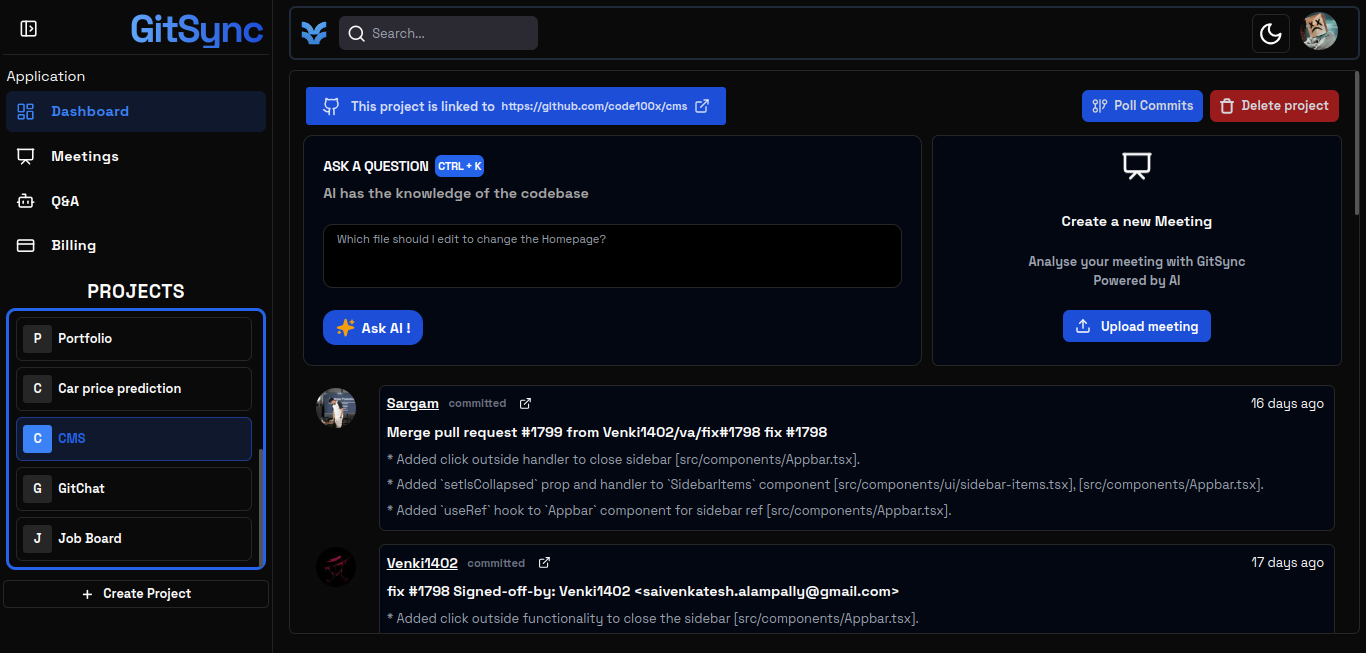 GitSync
Search...
Application
Dashboard
Meetings
Q&A
Billing
PROJECTS
P Portfolio
C Car price prediction
C CMS
G GitChat
J Job Board
+ Create Project
This project is linked to https://github.com/code100x/cms
Poll Commits
Delete project
ASK A QUESTION CTRL + K
AI has the knowledge of the codebase
Which file should I edit to change the Homepage?
Ask AI !
Create a new Meeting
Analyse your meeting with GitSync
Powered by AI
Upload meeting
Sargam committed 16 days ago
Merge pull request #1799 from Venki1402/va/fix#1798 fix #1798
* Added click outside handler to close sidebar [src/components/Appbar.tsx].
* Added `setIsCollapsed` prop and handler to `SidebarItems` component [src/components/ui/sidebar-items.tsx], [src/components/Appbar.tsx].
* Added `useRef` hook to `Appbar` component for sidebar ref [src/components/Appbar.tsx].
Venki1402 committed 17 days ago
fix #1798 Signed-off-by: Venki1402 <saivenkatesh.alampally@gmail.com>
* Added click outside functionality to close the sidebar [src/components/Appbar.tsx].